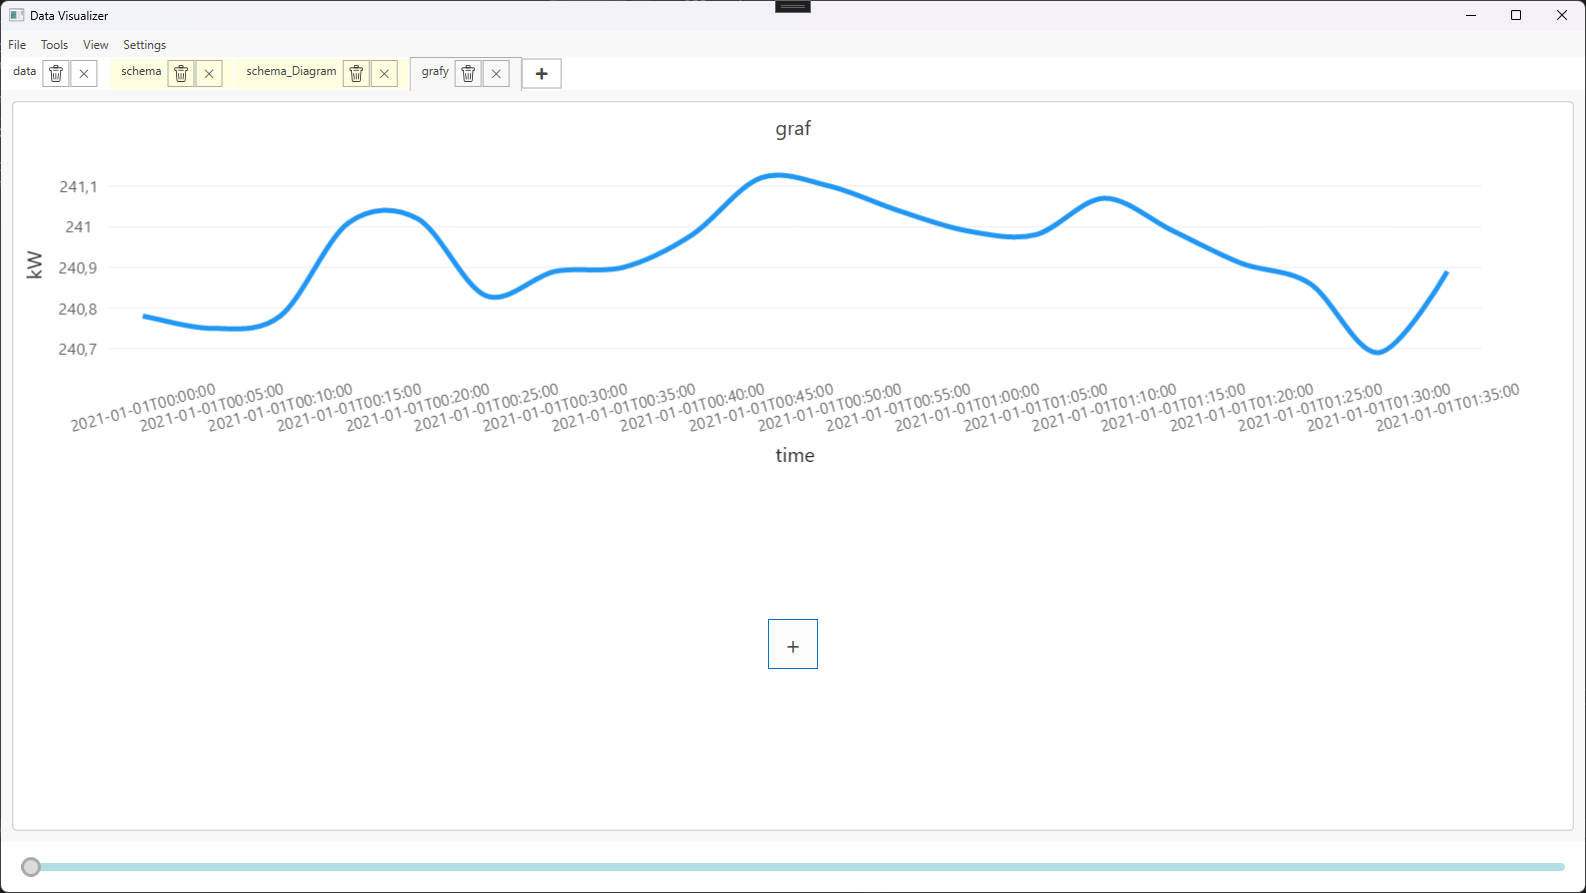 Data Visualizer
File Tools View Settings
data schema schema_Diagram grafy +
graf
241,1
241
240,9
240,8
240,7
kW
2021-01-01T00:00:00
2021-01-01T00:05:00
2021-01-01T00:10:00
2021-01-01T00:15:00
2021-01-01T00:20:00
2021-01-01T00:25:00
2021-01-01T00:30:00
2021-01-01T00:35:00
2021-01-01T00:40:00
2021-01-01T00:45:00
2021-01-01T00:50:00
2021-01-01T00:55:00
2021-01-01T01:00:00
2021-01-01T01:05:00
2021-01-01T01:10:00
2021-01-01T01:15:00
2021-01-01T01:20:00
2021-01-01T01:25:00
2021-01-01T01:30:00
2021-01-01T01:35:00
time
+